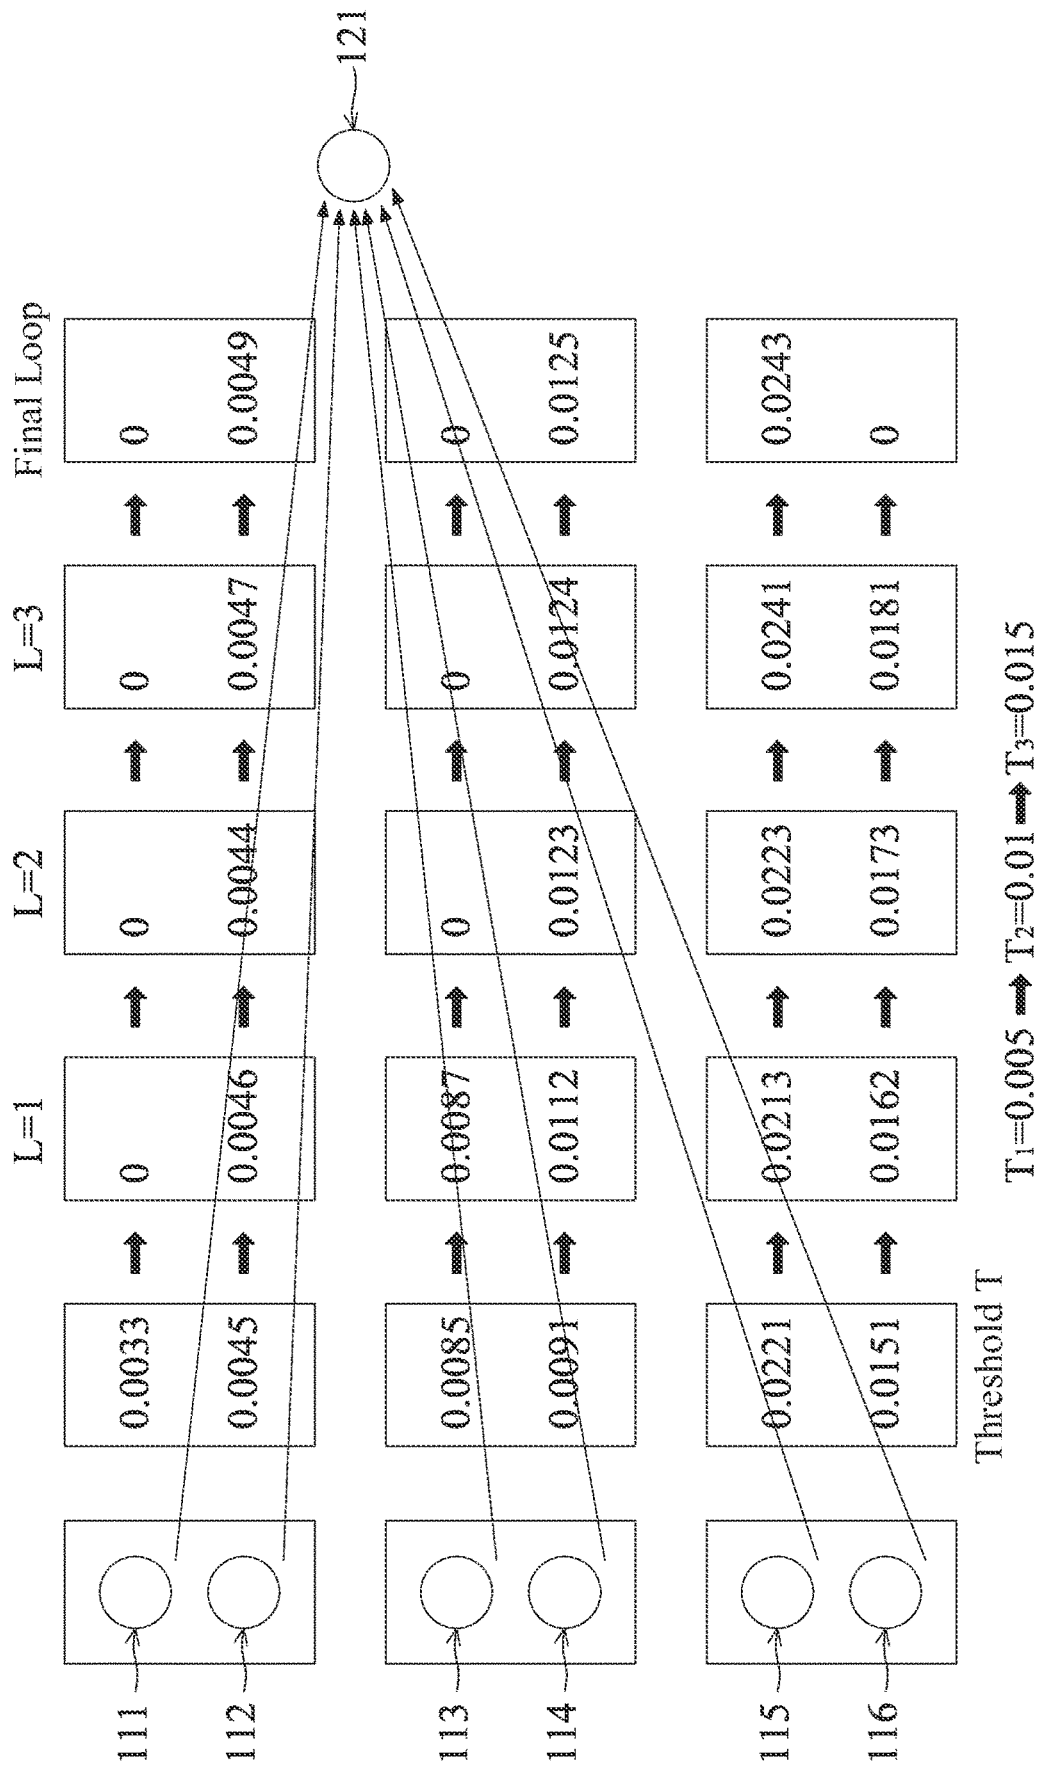 L=1 L=2 L=3 Final Loop
111 0.0033 0 0 0 0
112 0.0045 0.0046 0.0044 0.0047 0.0049
121
113 0.0085 0.0087 0 0 0
114 0.0091 0.0112 0.0123 0.0124 0.0125
115 0.0221 0.0213 0.0223 0.0241 0.0243
116 0.0151 0.0162 0.0173 0.0181 0
Threshold T
T1=0.005 T2=0.01 T3=0.015